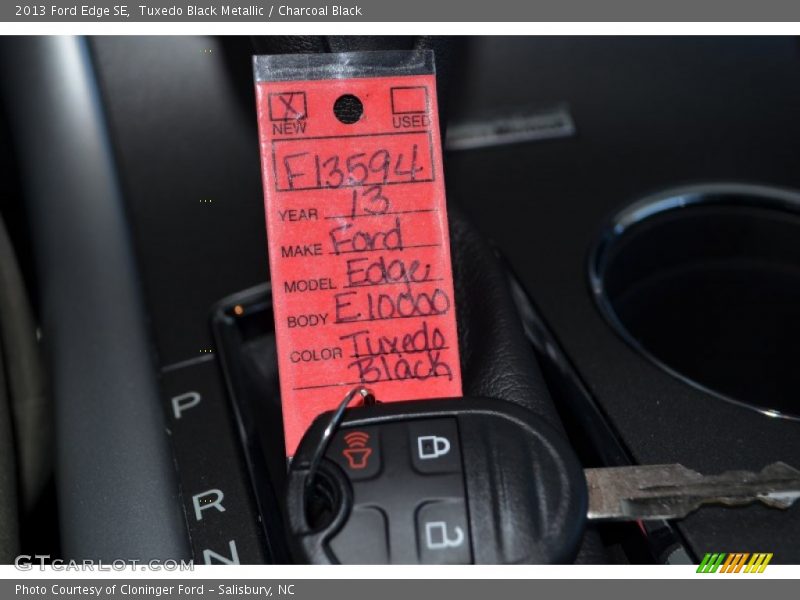 2013 Ford Edge SE, Tuxedo Black Metallic / Charcoal Black
X
NEW USED
F13594
YEAR 13
MAKE Ford
MODEL Edge
BODY E10000
COLOR Tuxedo
Black
P
R
N
GTCARLOT.COM
Photo Courtesy of Cloninger Ford - Salisbury, NC